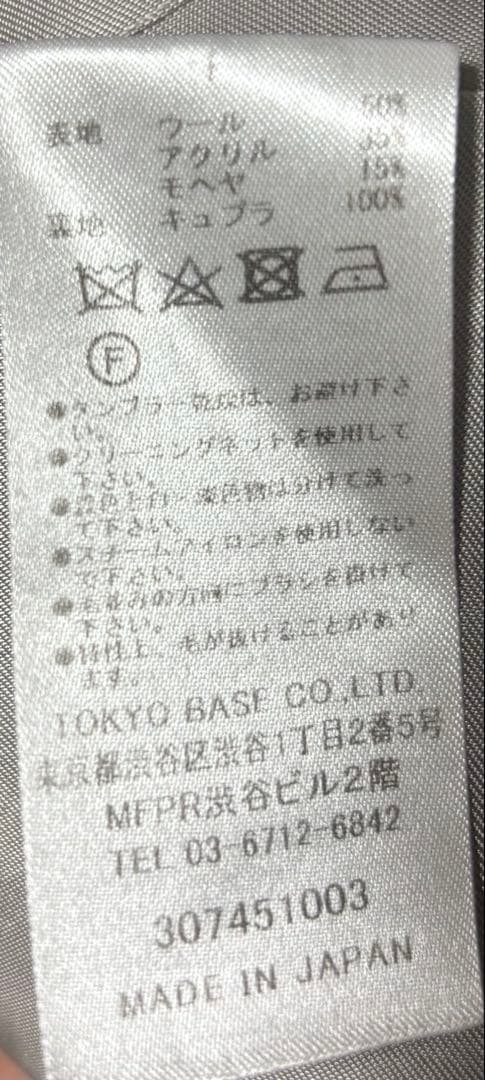 表地 ウール 50%
アクリル 35%
モヘヤ 15%
裏地 キュプラ 100%
F
●タンブラー乾燥は、お避け下さ
い。
●クリーニングネットを使用して
下さい。
●濃色と白・淡色物は分けて洗っ
て下さい。
●スチームアイロンを使用しない
で下さい。
●毛並みの方向にブラシを掛けて
下さい。
●特性上、毛が抜けることがあり
ます。
TOKYO BASE CO.,LTD.
東京都渋谷区渋谷1丁目2番5号
MFPR渋谷ビル2階
TEL 03-6712-6842
307451003
MADE IN JAPAN